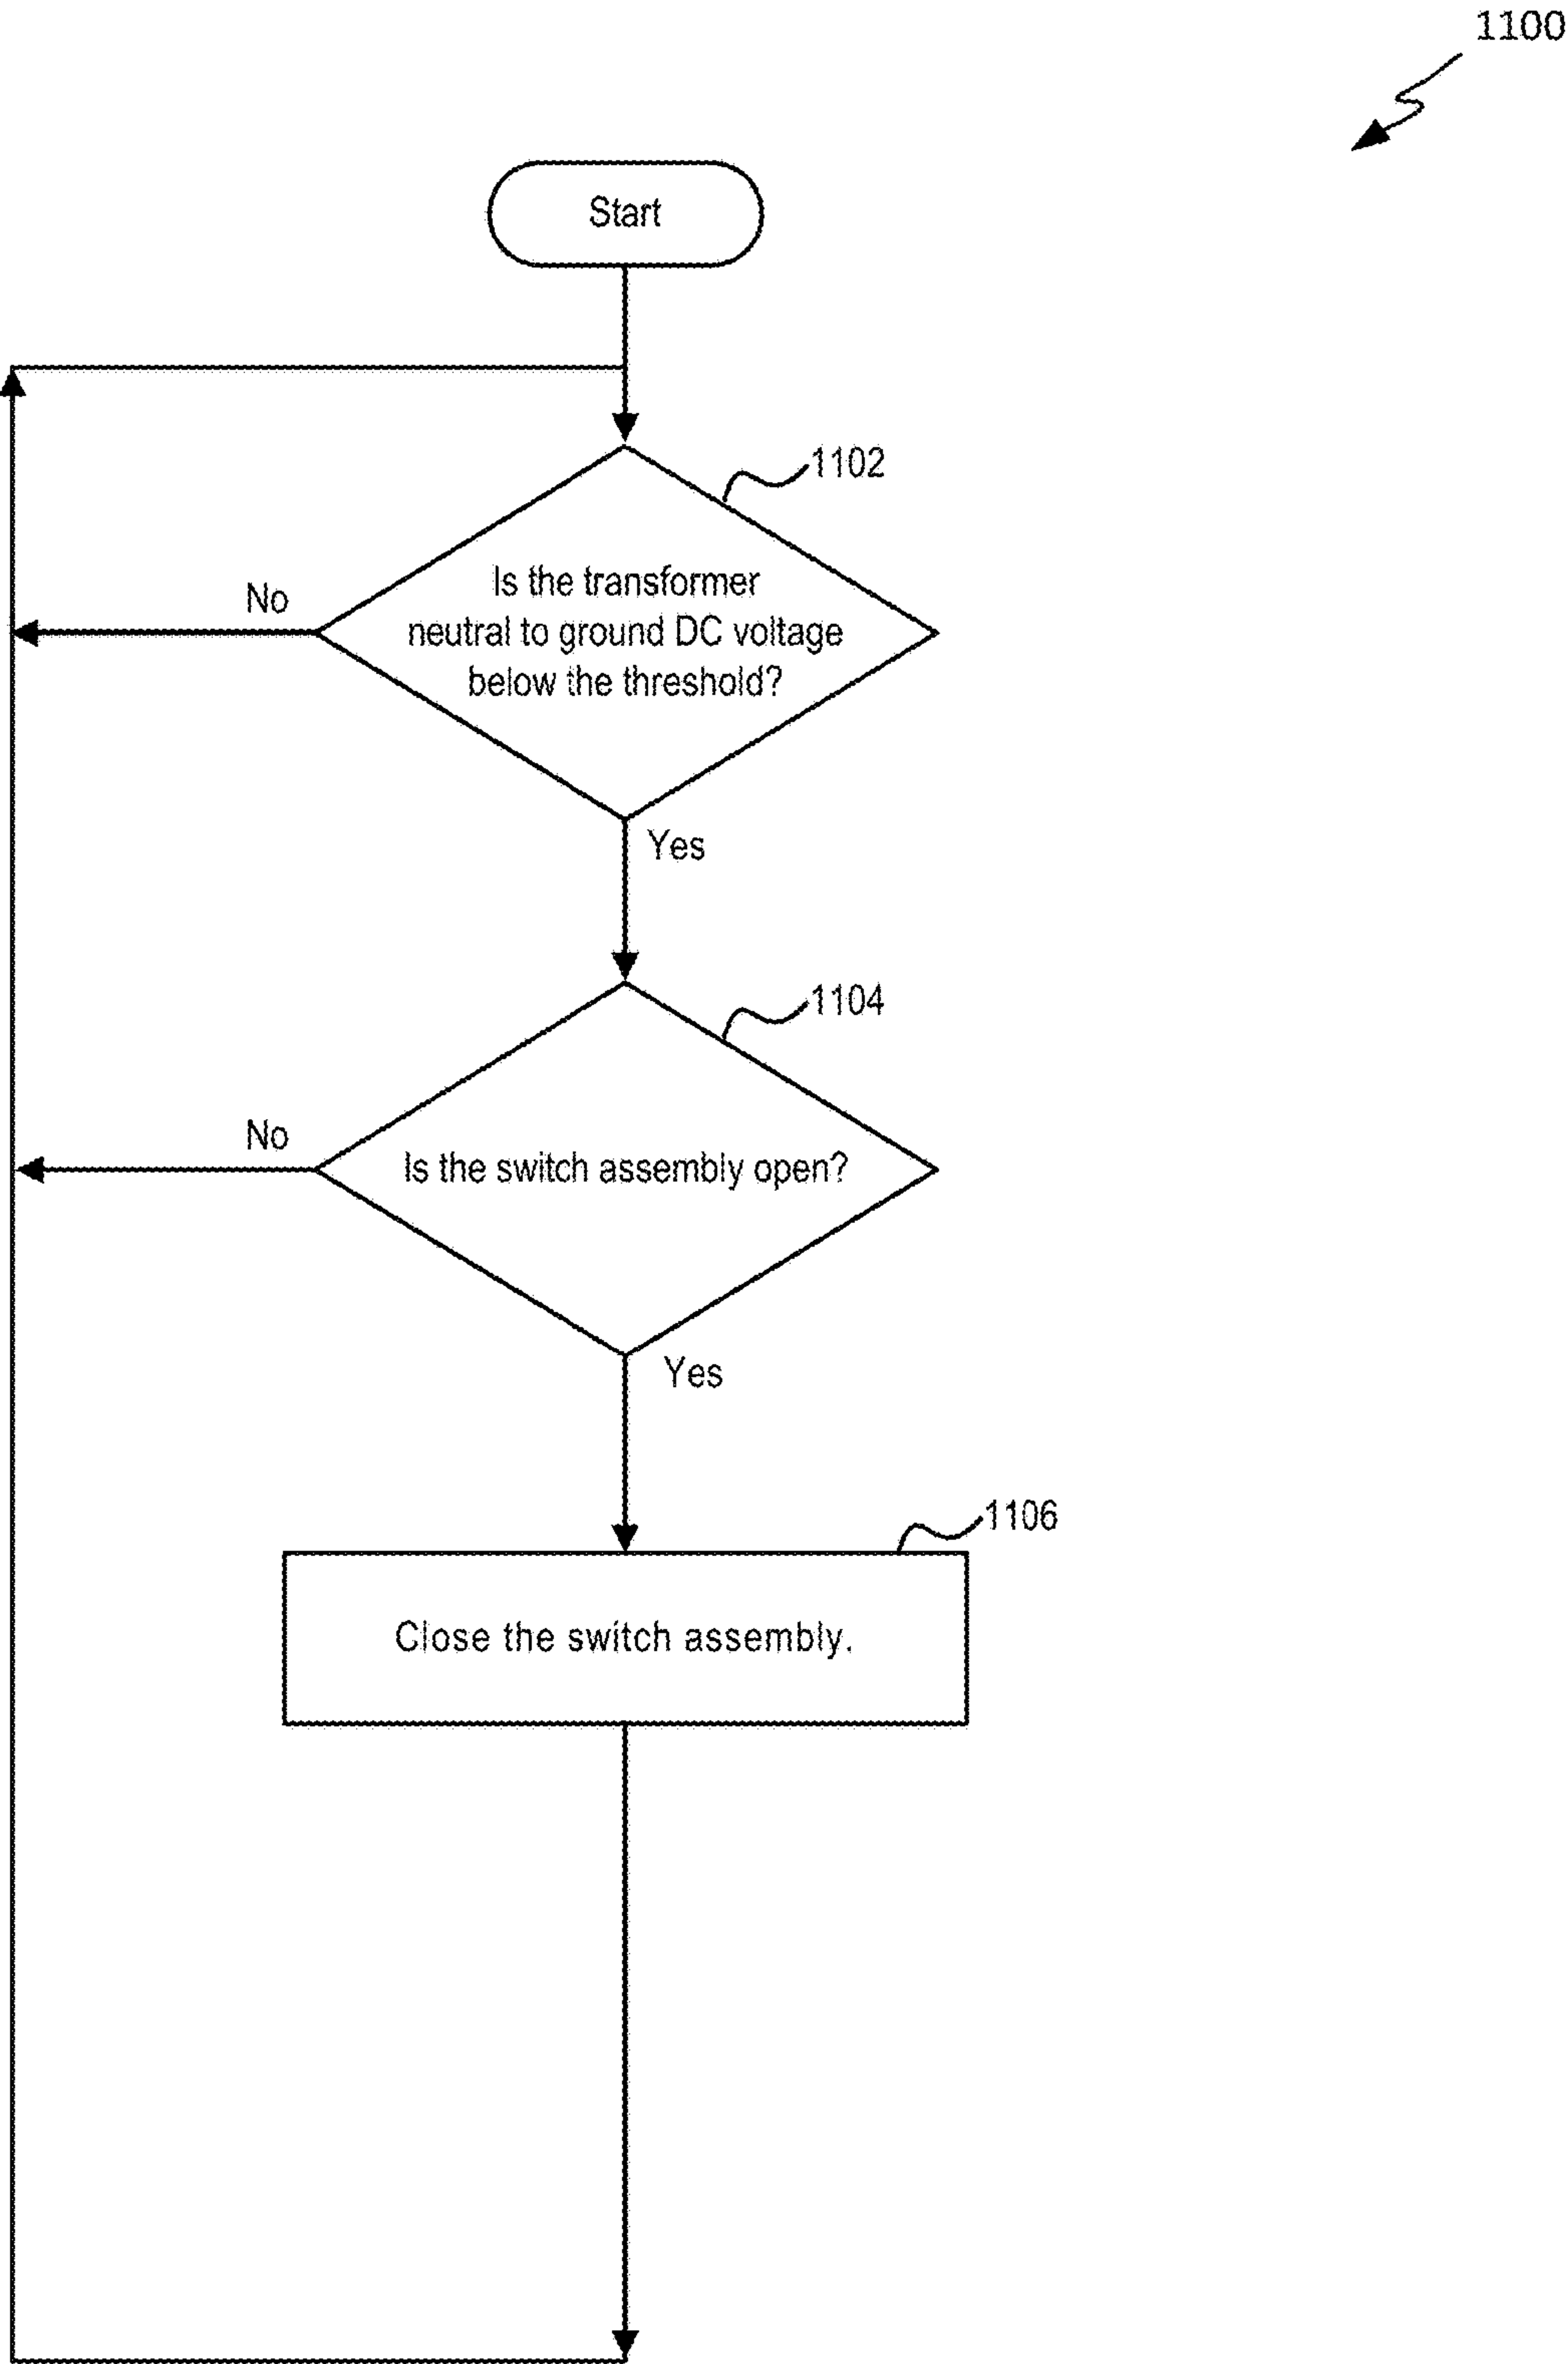 1100
Start
1102
Is the transformer
No
neutral to ground DC voltage
below the threshold?
Yes
1104
No
Is the switch assembly open?
Yes
1106
Close the switch assembly.